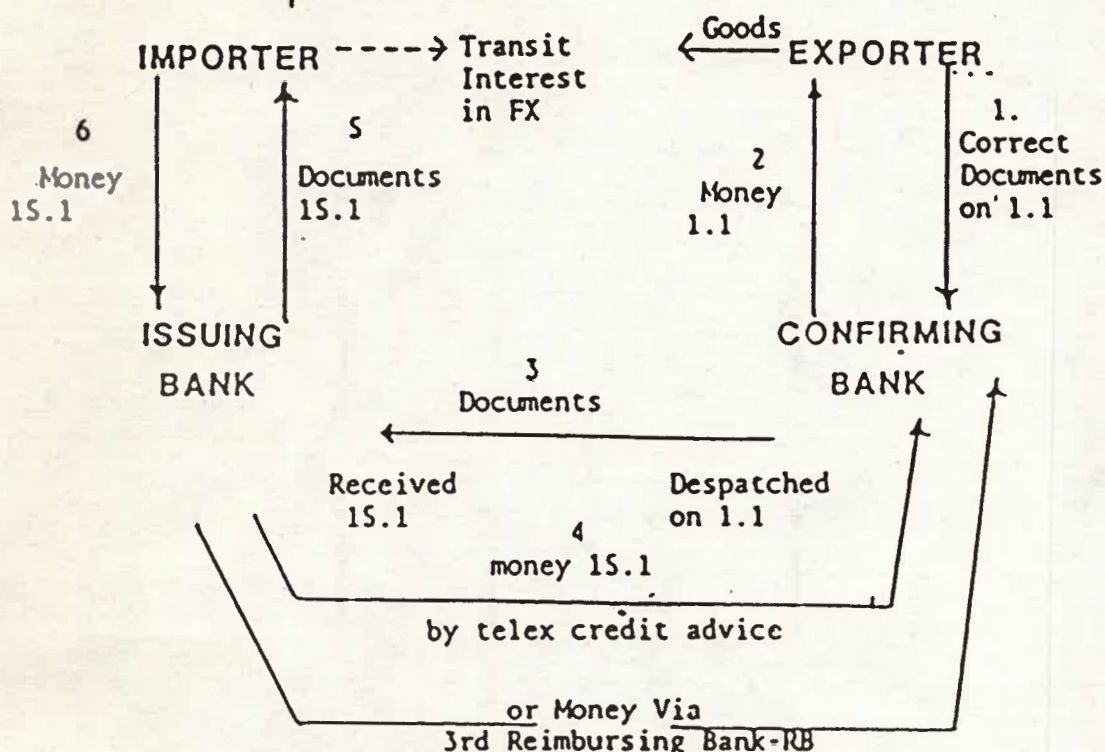 IMPORTER
Transit
Interest
in FX
Goods
EXPORTER
6
Money
15.1
5
Documents
15.1
2
Money
1.1
1.
Correct
Documents
on 1.1
ISSUING
BANK
CONFIRMING
BANK
3
Documents
Received
15.1
Despatched
on 1.1
4
money 15.1
by telex credit advice
or Money Via
3rd Reimbursing Bank-RB